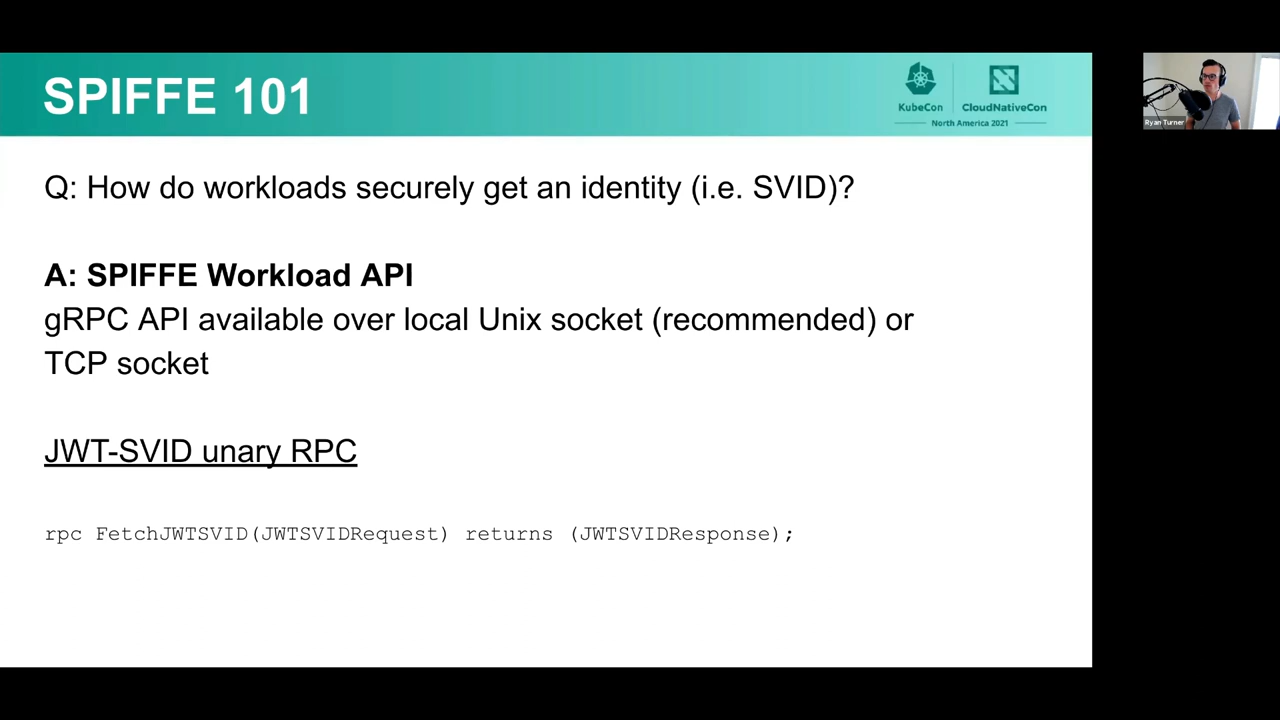 SPIFFE 101
KubeCon
CloudNativeCon
North America 2021
Ryan Turner
Q: How do workloads securely get an identity (i.e. SVID)?
A: SPIFFE Workload API
gRPC API available over local Unix socket (recommended) or
TCP socket
JWT-SVID unary RPC
rpc FetchJWTSVID(JWTSVIDRequest) returns (JWTSVIDResponse);